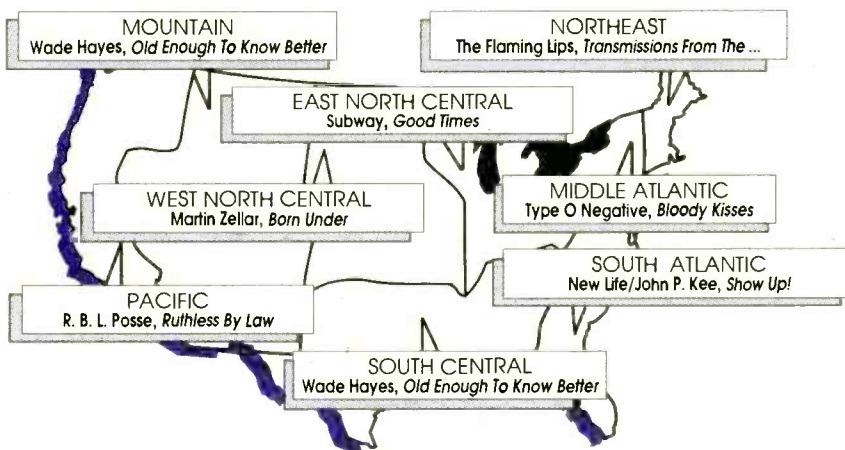 MOUNTAIN
Wade Hayes, Old Enough To Know Better
NORTHEAST
The Flaming Lips, Transmissions From The ...
EAST NORTH CENTRAL
Subway, Good Times
WEST NORTH CENTRAL
Martin Zellar, Born Under
MIDDLE ATLANTIC
Type O Negative, Bloody Kisses
SOUTH ATLANTIC
New Life/John P. Kee, Show Up!
PACIFIC
R. B. L. Posse, Ruthless By Law
SOUTH CENTRAL
Wade Hayes, Old Enough To Know Better